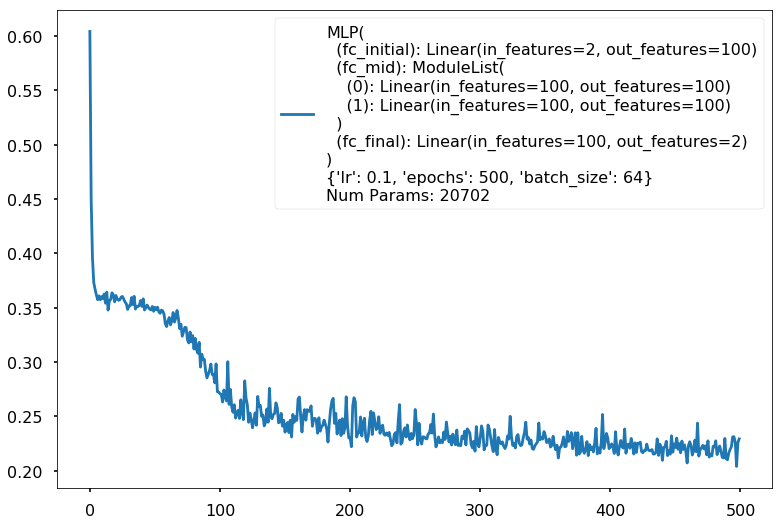 MLP(
(fc_initial): Linear(in_features=2, out_features=100)
(fc_mid): ModuleList(
(0): Linear(in_features=100, out_features=100)
(1): Linear(in_features=100, out_features=100)
)
(fc_final): Linear(in_features=100, out_features=2)
)
{'lr': 0.1, 'epochs': 500, 'batch_size': 64}
Num Params: 20702
0.60
0.55
0.50
0.45
0.40
0.35
0.30
0.25
0.20
0 100 200 300 400 500